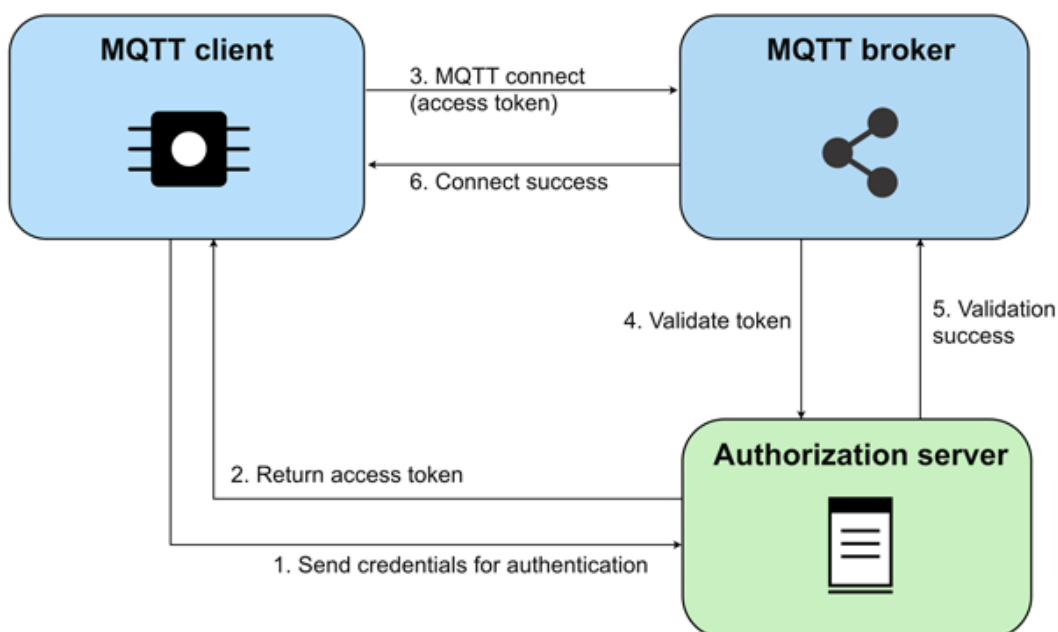 MQTT client
MQTT broker
3. MQTT connect
(access token)
6. Connect success
4. Validate token
5. Validation
success
Authorization server
2. Return access token
1. Send credentials for authentication